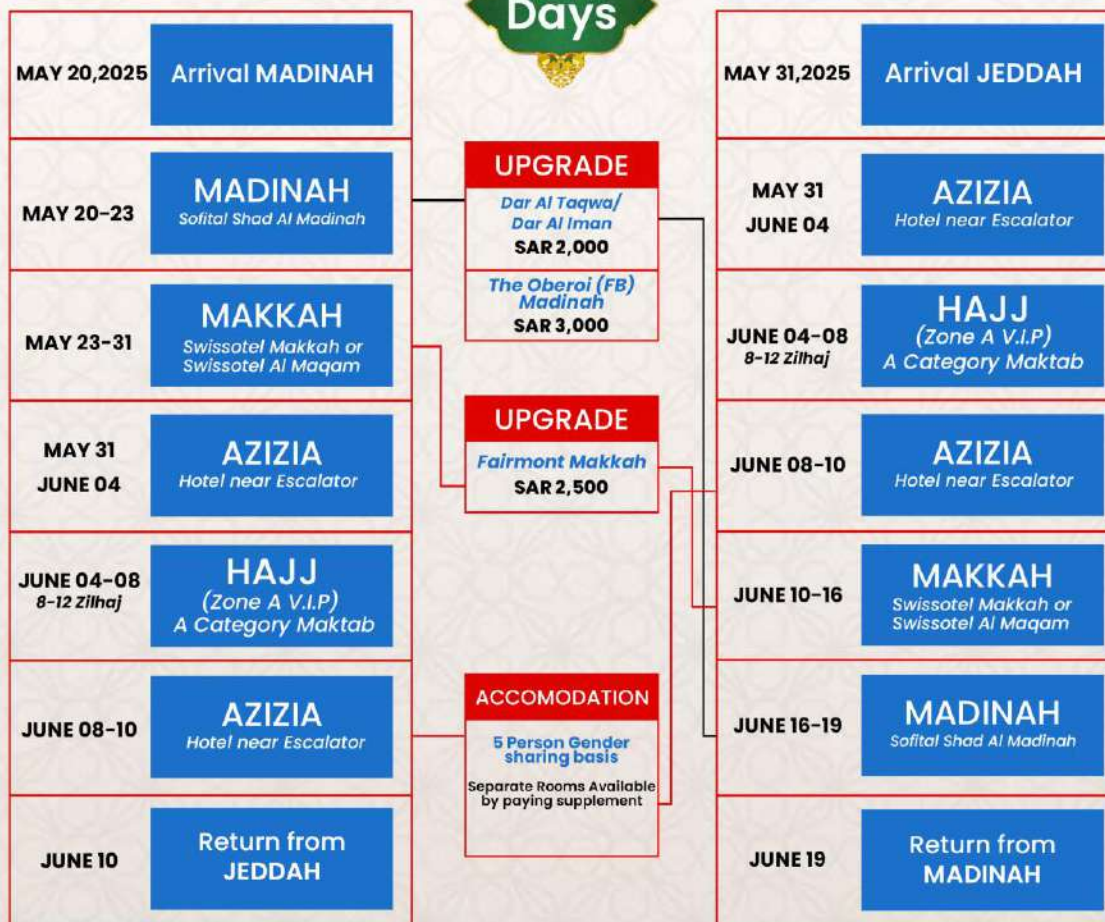 Days
MAY 20,2025
Arrival MADINAH
MAY 20-23
MADINAH
Sofital Shad Al Madinah
MAY 23-31
MAKKAH
Swissotel Makkah or
Swissotel Al Maqam
MAY 31
JUNE 04
AZIZIA
Hotel near Escalator
JUNE 04-08
8-12 Zilhaj
HAJJ
(Zone A V.I.P)
A Category Maktab
JUNE 08-10
AZIZIA
Hotel near Escalator
JUNE 10
Return from
JEDDAH
UPGRADE
Dar Al Taqwa/
Dar Al Iman
SAR 2,000
The Oberoi (FB)
Madinah
SAR 3,000
UPGRADE
Fairmont Makkah
SAR 2,500
ACCOMODATION
5 Person Gender
sharing basis
Separate Rooms Available
by paying supplement
MAY 31,2025
Arrival JEDDAH
MAY 31
JUNE 04
AZIZIA
Hotel near Escalator
JUNE 04-08
8-12 Zilhaj
HAJJ
(Zone A V.I.P)
A Category Maktab
JUNE 08-10
AZIZIA
Hotel near Escalator
JUNE 10-16
MAKKAH
Swissotel Makkah or
Swissotel Al Maqam
JUNE 16-19
MADINAH
Sofital Shad Al Madinah
JUNE 19
Return from
MADINAH